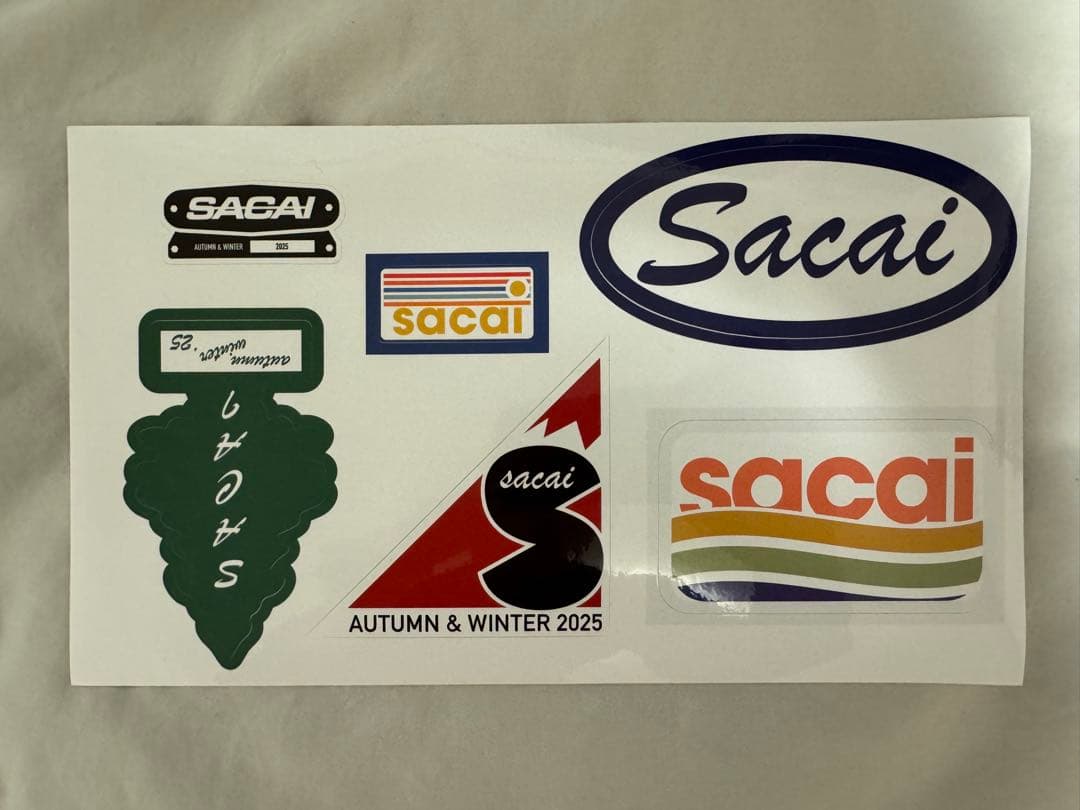 SACAI
AUTUMN & WINTER 2025
Sacai
sacai
autumn
winter. 25
SACAI
sacai
S
AUTUMN & WINTER 2025
sacai